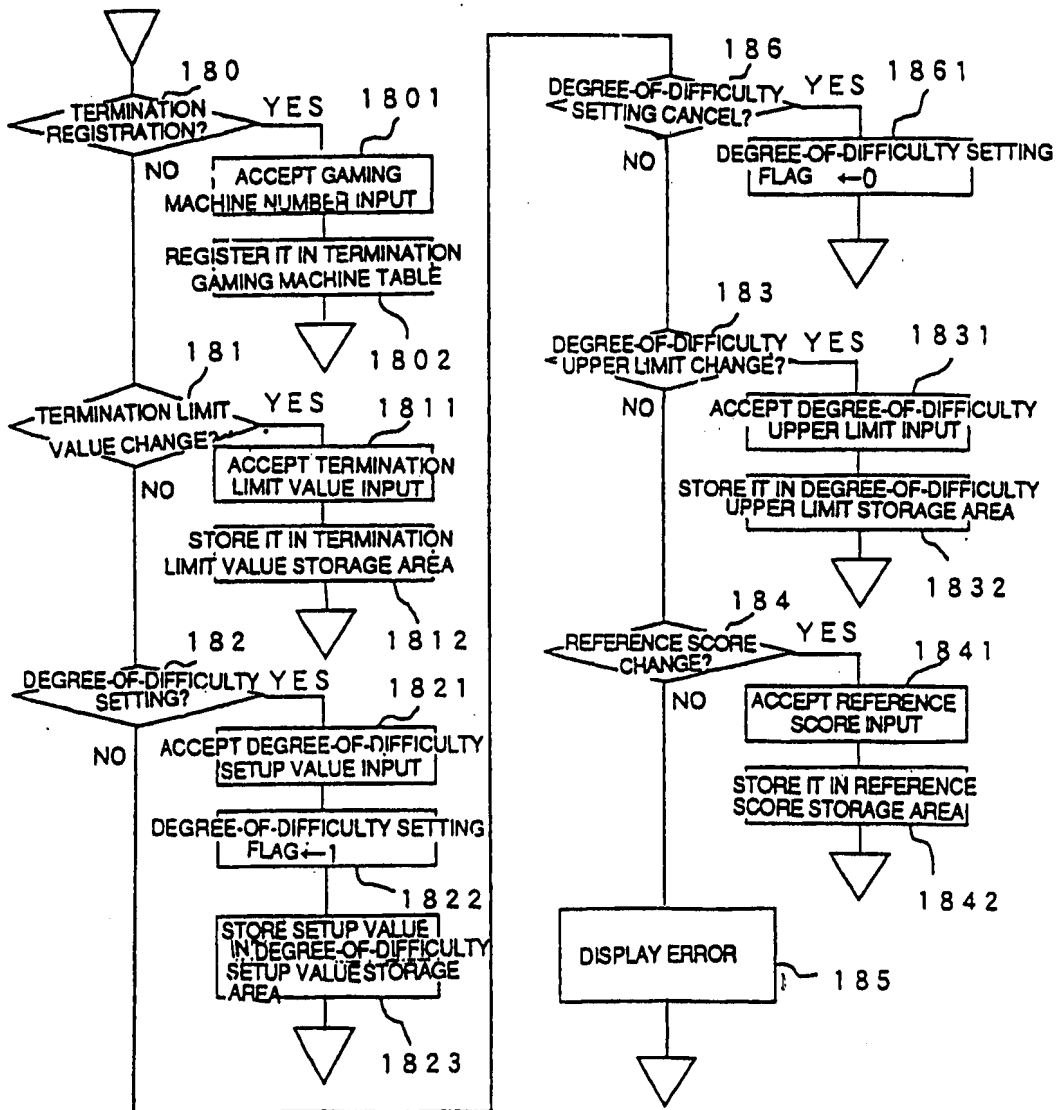 180
TERMINATION
REGISTRATION?
YES
NO
1801
ACCEPT GAMING
MACHINE NUMBER INPUT
REGISTER IT IN TERMINATION
GAMING MACHINE TABLE
1802
181
TERMINATION LIMIT
VALUE CHANGE?
YES
NO
1811
ACCEPT TERMINATION
LIMIT VALUE INPUT
STORE IT IN TERMINATION
LIMIT VALUE STORAGE AREA
1812
182
DEGREE-OF-DIFFICULTY
SETTING?
YES
NO
1821
ACCEPT DEGREE-OF-DIFFICULTY
SETUP VALUE INPUT
DEGREE-OF-DIFFICULTY SETTING
FLAG ←1
1822
STORE SETUP VALUE
IN DEGREE-OF-DIFFICULTY
SETUP VALUE STORAGE
AREA
1823
186
DEGREE-OF-DIFFICULTY
SETTING CANCEL?
YES
NO
1861
DEGREE-OF-DIFFICULTY SETTING
FLAG ←0
183
DEGREE-OF-DIFFICULTY
UPPER LIMIT CHANGE?
YES
NO
1831
ACCEPT DEGREE-OF-DIFFICULTY
UPPER LIMIT INPUT
STORE IT IN DEGREE-OF-DIFFICULTY
UPPER LIMIT STORAGE AREA
1832
184
REFERENCE SCORE
CHANGE?
YES
NO
1841
ACCEPT REFERENCE
SCORE INPUT
STORE IT IN REFERENCE
SCORE STORAGE AREA
1842
DISPLAY ERROR
185